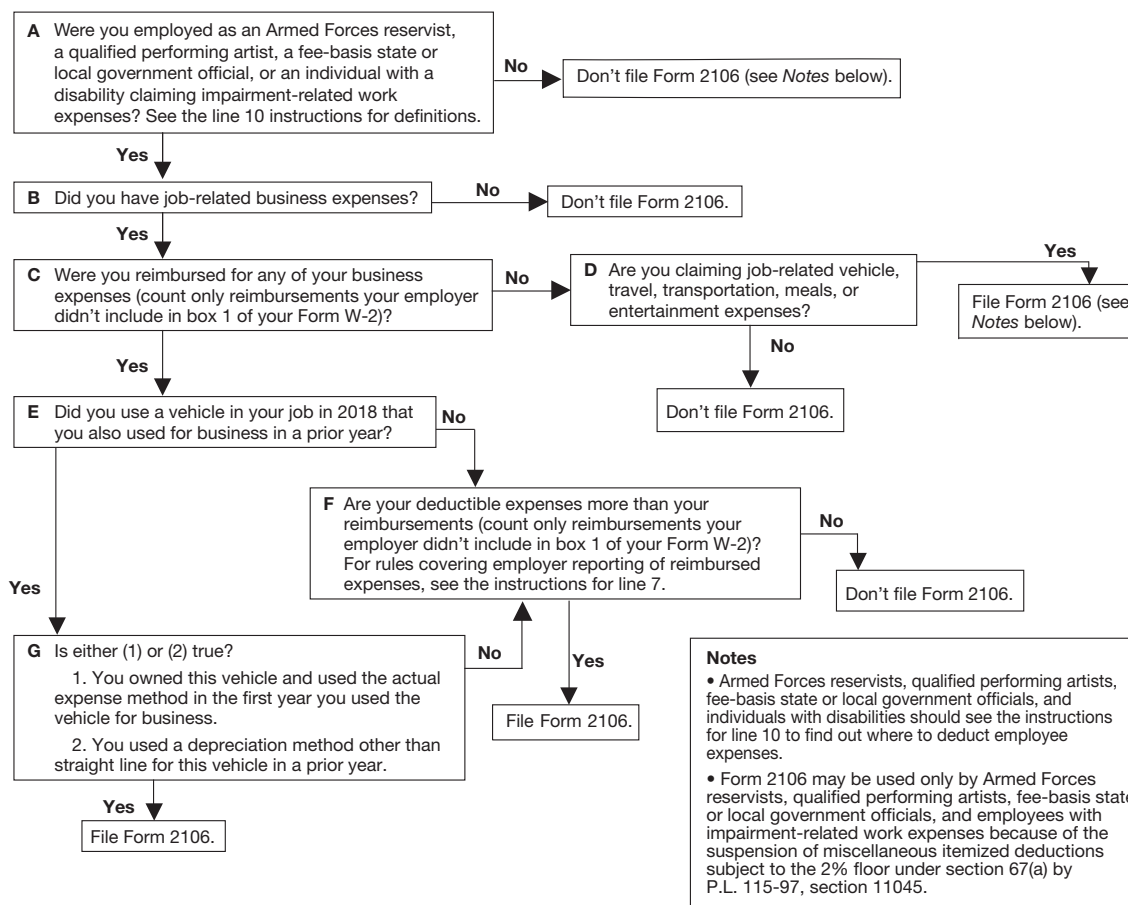 A Were you employed as an Armed Forces reservist,
a qualified performing artist, a fee-basis state or
local government official, or an individual with a
disability claiming impairment-related work
expenses? See the line 10 instructions for definitions.
No
Don't file Form 2106 (see Notes below).
Yes
B Did you have job-related business expenses?
No
Don't file Form 2106.
Yes
C Were you reimbursed for any of your business
expenses (count only reimbursements your employer
didn't include in box 1 of your Form W-2)?
No
D Are you claiming job-related vehicle,
travel, transportation, meals, or
entertainment expenses?
Yes
File Form 2106 (see
Notes below).
No
Don't file Form 2106.
Yes
E Did you use a vehicle in your job in 2018 that
you also used for business in a prior year?
No
F Are your deductible expenses more than your
reimbursements (count only reimbursements your
employer didn't include in box 1 of your Form W-2)?
For rules covering employer reporting of reimbursed
expenses, see the instructions for line 7.
No
Don't file Form 2106.
Yes
File Form 2106.
Yes
G Is either (1) or (2) true?
1. You owned this vehicle and used the actual
expense method in the first year you used the
vehicle for business.
2. You used a depreciation method other than
straight line for this vehicle in a prior year.
No
Yes
File Form 2106.
Notes
• Armed Forces reservists, qualified performing artists,
fee-basis state or local government officials, and
individuals with disabilities should see the instructions
for line 10 to find out where to deduct employee
expenses.
• Form 2106 may be used only by Armed Forces
reservists, qualified performing artists, fee-basis state
or local government officials, and employees with
impairment-related work expenses because of the
suspension of miscellaneous itemized deductions
subject to the 2% floor under section 67(a) by
P.L. 115-97, section 11045.